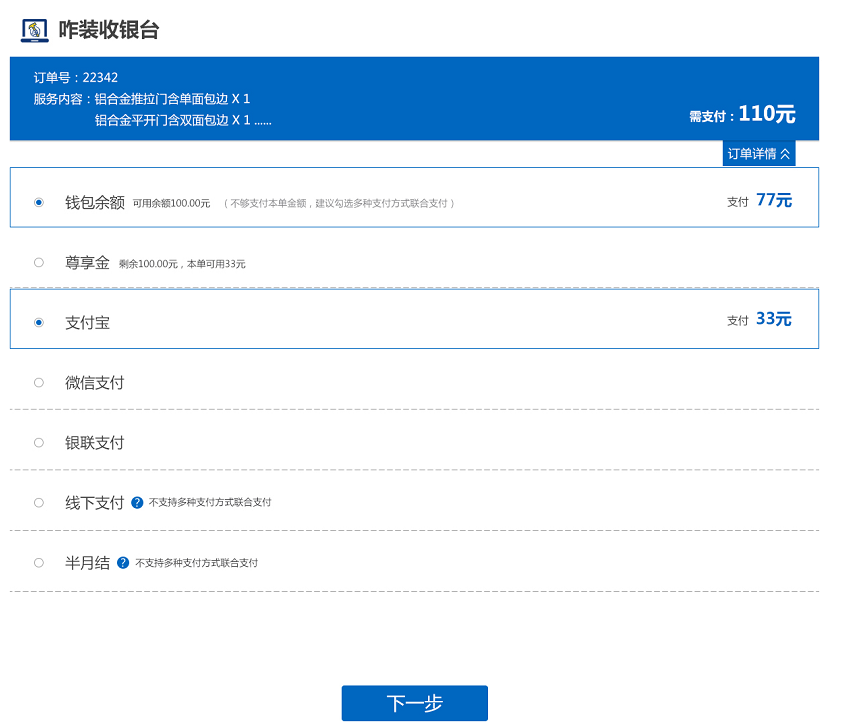 咋装收银台
订单号：22342
服务内容：铝合金推拉门含单面包边 X 1
铝合金平开门含双面包边 X 1 ......
需支付：110元
订单详情
钱包余额 可用余额100.00元 （ 不够支付本单金额，建议勾选多种支付方式联合支付 ） 支付 77元
尊享金 剩余100.00元，本单可用33元
支付宝 支付 33元
微信支付
银联支付
线下支付 ? 不支持多种支付方式联合支付
半月结 ? 不支持多种支付方式联合支付
下一步